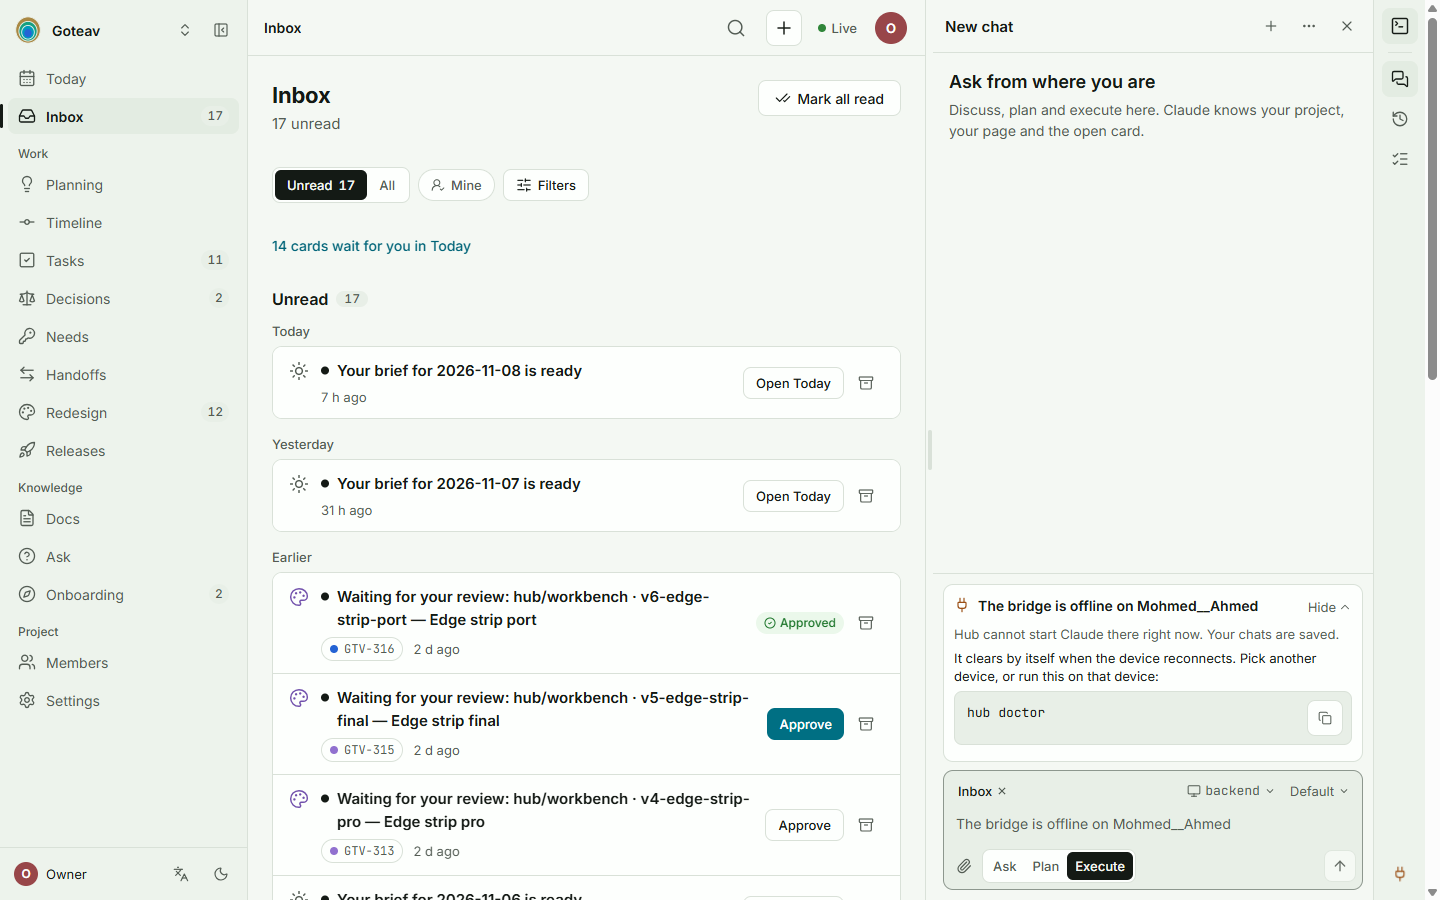 Goteav
Today
Inbox 17
Work
Planning
Timeline
Tasks 11
Decisions 2
Needs
Handoffs
Redesign 12
Releases
Knowledge
Docs
Ask
Onboarding 2
Project
Members
Settings
O Owner
Inbox
Live
O
Inbox
17 unread
Mark all read
Unread 17 All Mine Filters
14 cards wait for you in Today
Unread 17
Today
Your brief for 2026-11-08 is ready
7 h ago
Open Today
Yesterday
Your brief for 2026-11-07 is ready
31 h ago
Open Today
Earlier
Waiting for your review: hub/workbench · v6-edge-
strip-port — Edge strip port
GTV-316 2 d ago
Approved
Waiting for your review: hub/workbench · v5-edge-strip-
final — Edge strip final
GTV-315 2 d ago
Approve
Waiting for your review: hub/workbench · v4-edge-strip-
pro — Edge strip pro
GTV-313 2 d ago
Approve
Your brief for 2026-11-06 is ready
New chat
Ask from where you are
Discuss, plan and execute here. Claude knows your project,
your page and the open card.
The bridge is offline on Mohmed__Ahmed
Hide
Hub cannot start Claude there right now. Your chats are saved.
It clears by itself when the device reconnects. Pick another
device, or run this on that device:
hub doctor
Inbox backend Default
The bridge is offline on Mohmed__Ahmed
Ask Plan Execute